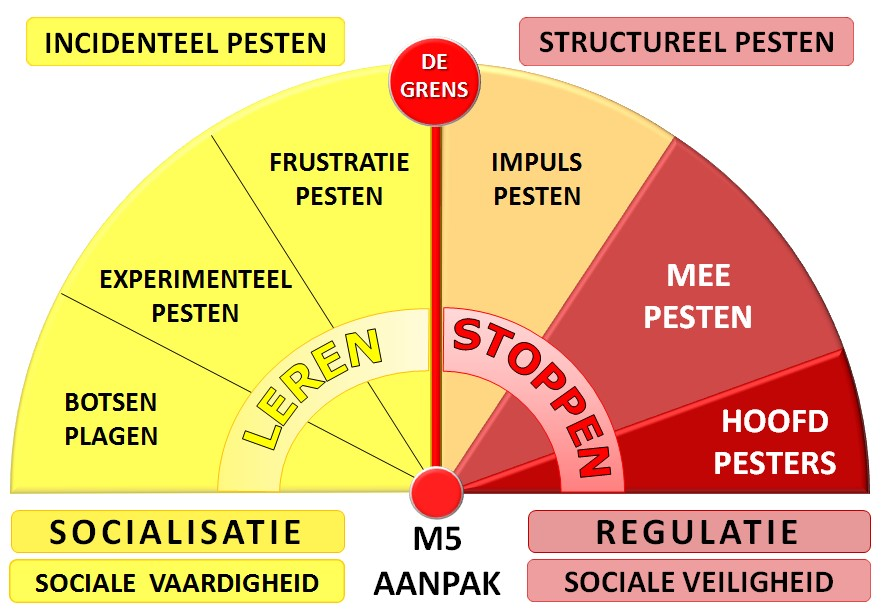 INCIDENTEEL PESTEN
STRUCTUREEL PESTEN
DE
GRENS
FRUSTRATIE
PESTEN
IMPULS
PESTEN
EXPERIMENTEEL
PESTEN
MEE
PESTEN
BOTSEN
PLAGEN
HOOFD
PESTERS
LEREN
STOPPEN
SOCIALISATIE
REGULATIE
M5
AANPAK
SOCIALE VAARDIGHEID
SOCIALE VEILIGHEID